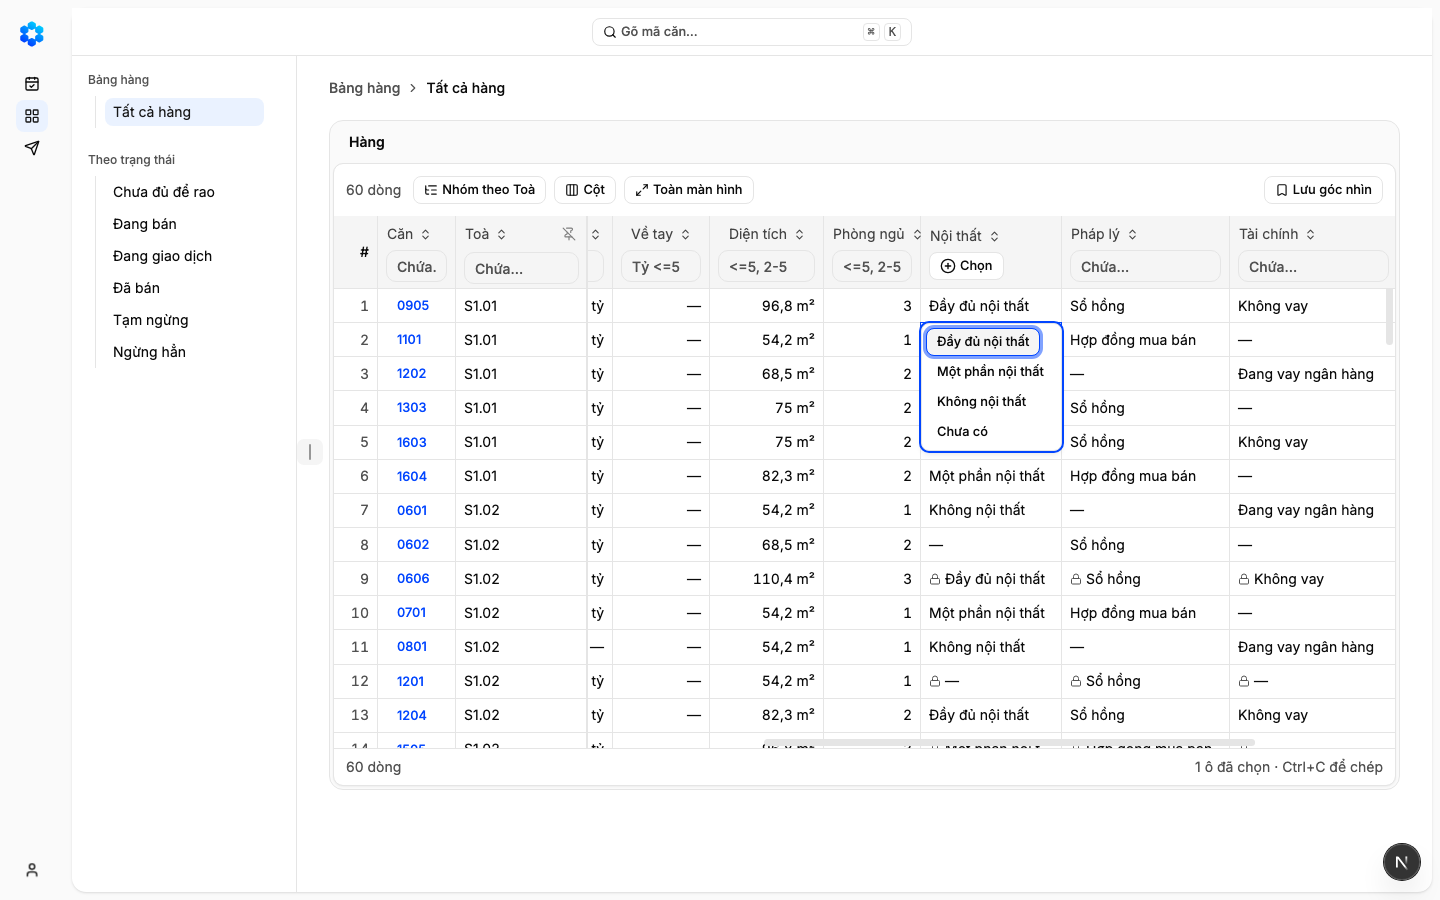 Gõ mã căn... ⌘ K
Bảng hàng
Tất cả hàng
Theo trạng thái
Chưa đủ để rao
Đang bán
Đang giao dịch
Đã bán
Tạm ngừng
Ngừng hẳn
Bảng hàng > Tất cả hàng
Hàng
60 dòng Nhóm theo Toà Cột Toàn màn hình Lưu góc nhìn
# Căn Toà Về tay Diện tích Phòng ngủ Nội thất Pháp lý Tài chính
Chứa. Chứa... Tỷ <=5 <=5, 2-5 <=5, 2-5 Chọn Chứa... Chứa...
1 0905 S1.01 tỷ — 96,8 m² 3 Đầy đủ nội thất Sổ hồng Không vay
2 1101 S1.01 tỷ — 54,2 m² 1 Đầy đủ nội thất Hợp đồng mua bán —
3 1202 S1.01 tỷ — 68,5 m² 2 Một phần nội thất — Đang vay ngân hàng
4 1303 S1.01 tỷ — 75 m² 2 Không nội thất Sổ hồng —
5 1603 S1.01 tỷ — 75 m² 2 Chưa có Sổ hồng Không vay
6 1604 S1.01 tỷ — 82,3 m² 2 Một phần nội thất Hợp đồng mua bán —
7 0601 S1.02 tỷ — 54,2 m² 1 Không nội thất — Đang vay ngân hàng
8 0602 S1.02 tỷ — 68,5 m² 2 — Sổ hồng —
9 0606 S1.02 tỷ — 110,4 m² 3 Đầy đủ nội thất Sổ hồng Không vay
10 0701 S1.02 tỷ — 54,2 m² 1 Một phần nội thất Hợp đồng mua bán —
11 0801 S1.02 — — 54,2 m² 1 Không nội thất — Đang vay ngân hàng
12 1201 S1.02 tỷ — 54,2 m² 1 — Sổ hồng —
13 1204 S1.02 tỷ — 82,3 m² 2 Đầy đủ nội thất Sổ hồng Không vay
60 dòng 1 ô đã chọn · Ctrl+C để chép
N